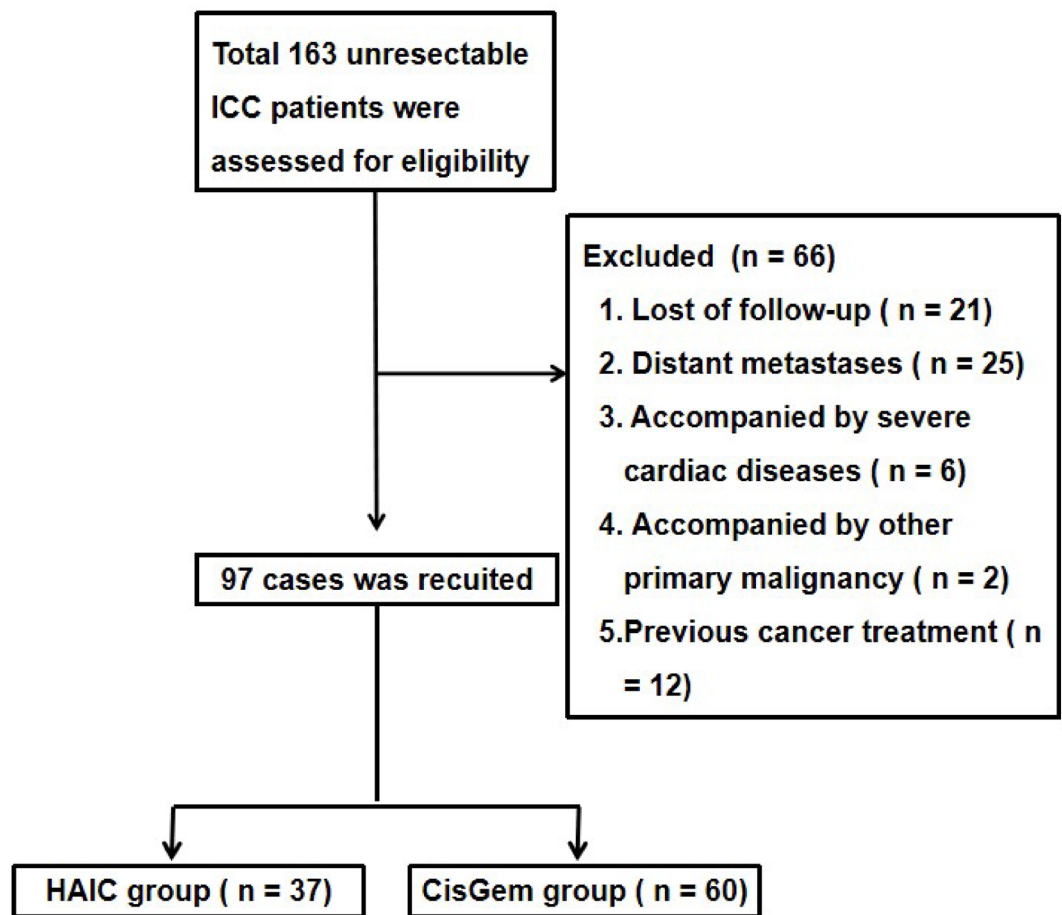 Total 163 unresectable
ICC patients were
assessed for eligibility
Excluded (n = 66)
1. Lost of follow-up ( n = 21)
2. Distant metastases ( n = 25)
3. Accompanied by severe
cardiac diseases ( n = 6)
4. Accompanied by other
primary malignancy ( n = 2)
5.Previous cancer treatment ( n
= 12)
97 cases was recuited
HAIC group ( n = 37)
CisGem group ( n = 60)